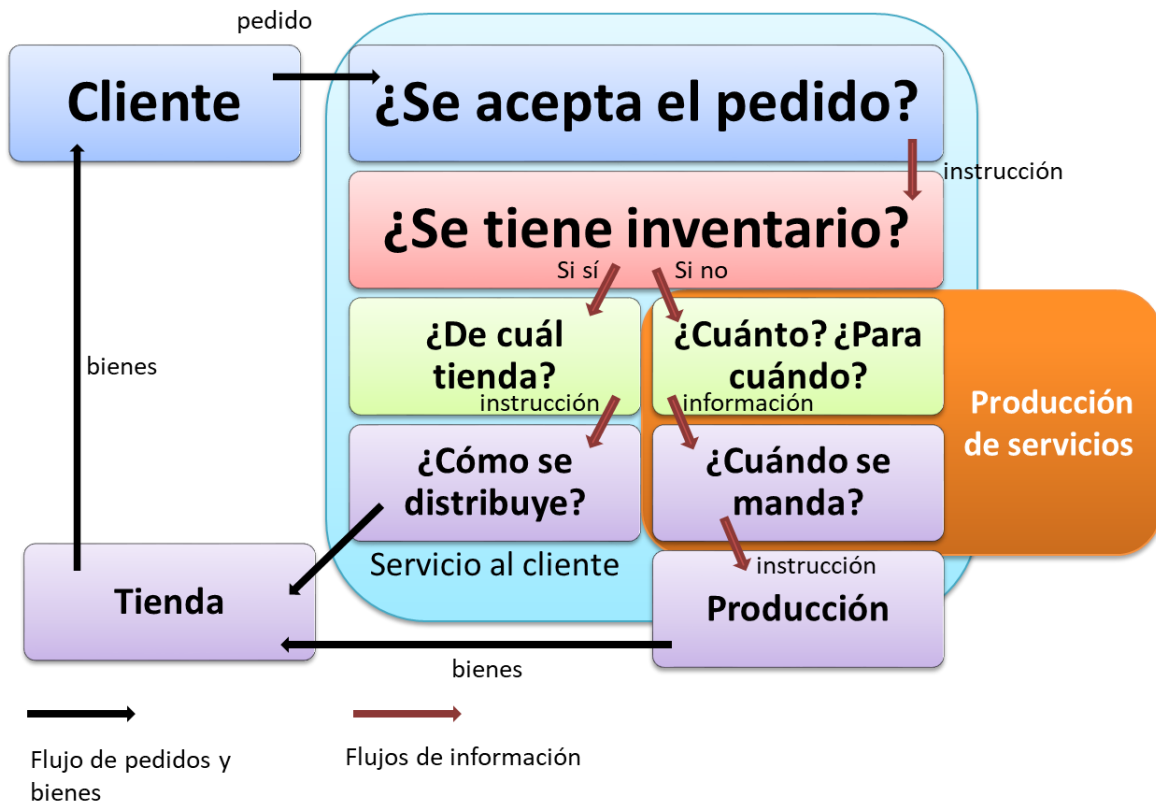 pedido
Cliente
¿Se acepta el pedido?
instrucción
¿Se tiene inventario?
Si sí
Si no
¿De cuál
tienda?
instrucción
¿Cuánto? ¿Para
cuándo?
información
Producción
de servicios
bienes
¿Cómo se
distribuye?
¿Cuándo se
manda?
Servicio al cliente
instrucción
Tienda
Producción
bienes
Flujo de pedidos y
bienes
Flujos de información